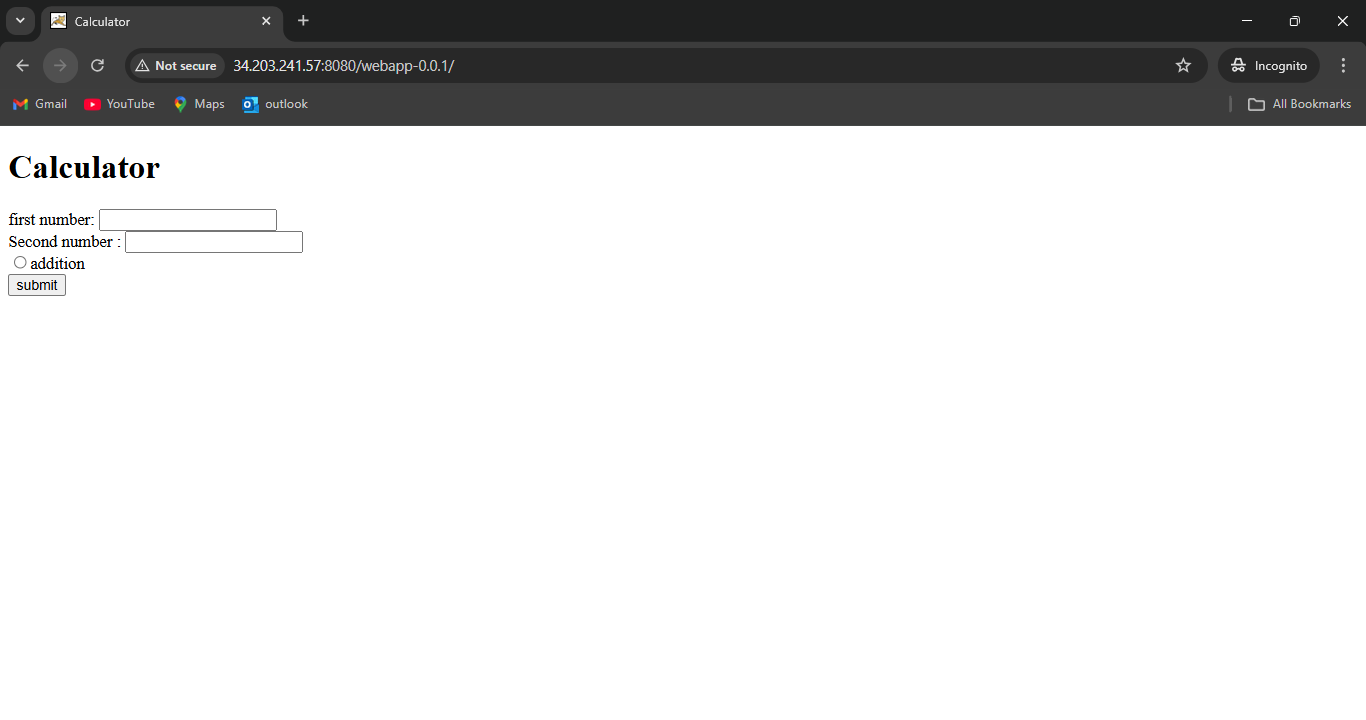 Calculator
Not secure 34.203.241.57:8080/webapp-0.0.1/ Incognito
Gmail YouTube Maps outlook All Bookmarks
Calculator
first number:
Second number :
addition
submit